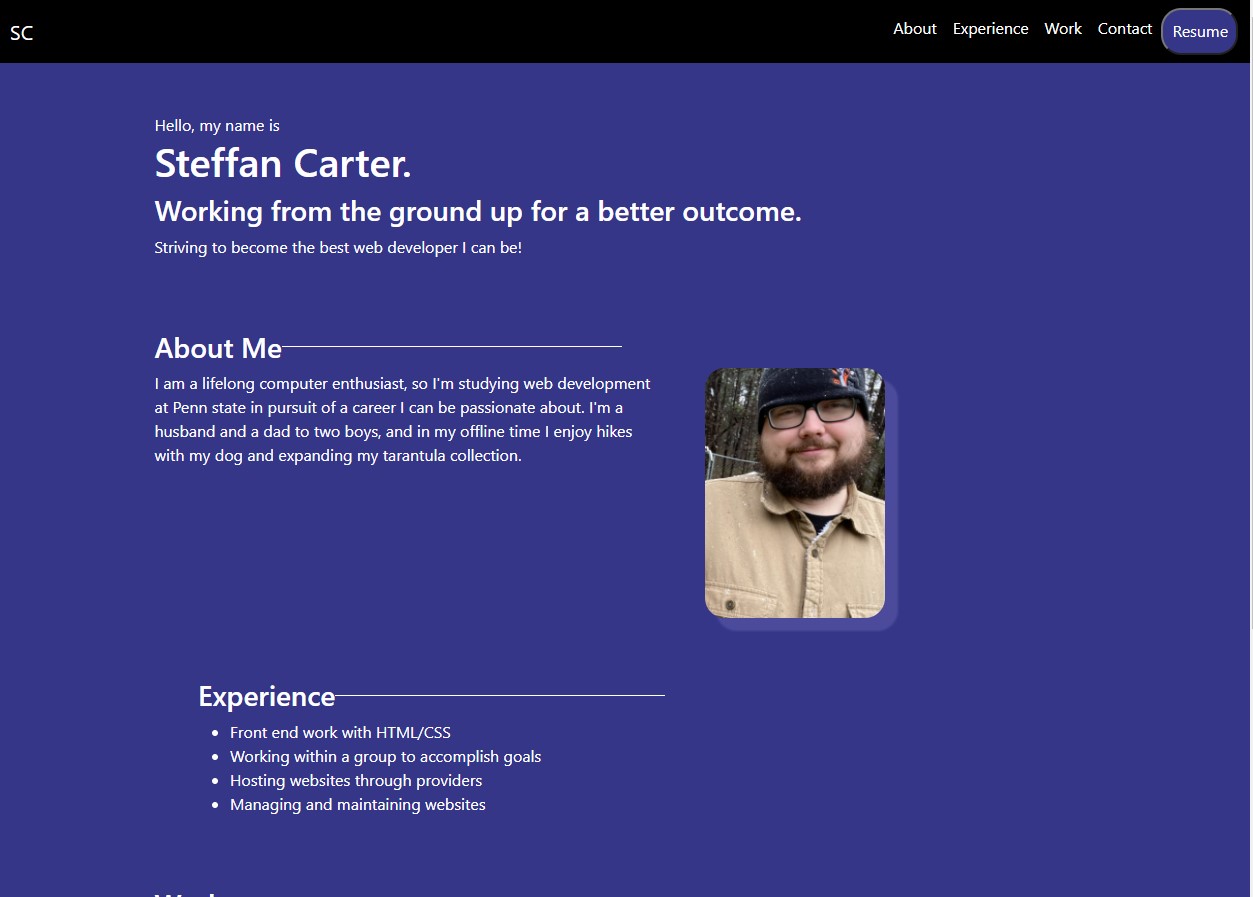 SC
About Experience Work Contact Resume
Hello, my name is
Steffan Carter.
Working from the ground up for a better outcome.
Striving to become the best web developer I can be!
About Me
I am a lifelong computer enthusiast, so I'm studying web development
at Penn state in pursuit of a career I can be passionate about. I'm a
husband and a dad to two boys, and in my offline time I enjoy hikes
with my dog and expanding my tarantula collection.
Experience
Front end work with HTML/CSS
Working within a group to accomplish goals
Hosting websites through providers
Managing and maintaining websites